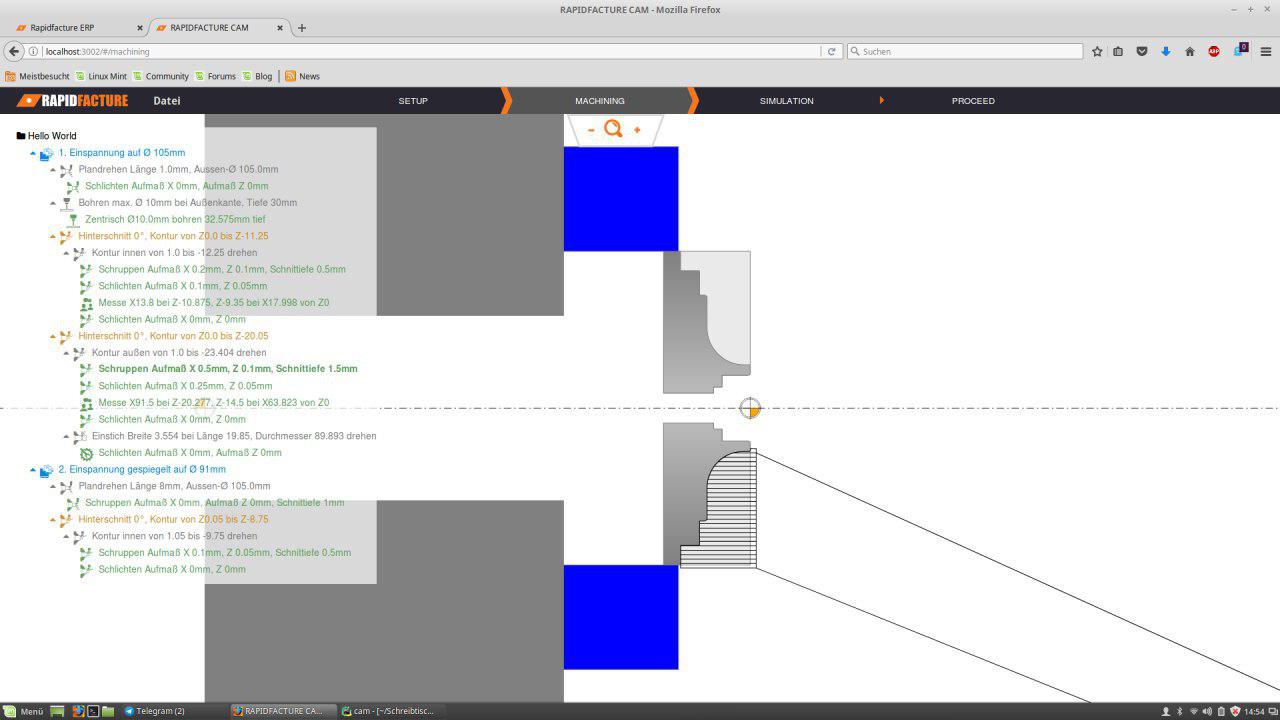 RAPIDFACTURE CAM - Mozilla Firefox
Rapidfacture ERP
RAPIDFACTURE CAM
localhost:3002/#/machining
Suchen
ABP
0
Meistbesucht
Linux Mint
Community
Forums
Blog
News
RAPIDFACTURE
Datei
SETUP
MACHINING
SIMULATION
PROCEED
- +
Hello World
1. Einspannung auf Ø 105mm
Plandrehen Länge 1.0mm, Aussen-Ø 105.0mm
Schlichten Aufmaß X 0mm, Aufmaß Z 0mm
Bohren max. Ø 10mm bei Außenkante, Tiefe 30mm
Zentrisch Ø10.0mm bohren 32.575mm tief
Hinterschnitt 0°, Kontur von Z0.0 bis Z-11.25
Kontur innen von 1.0 bis -12.25 drehen
Schruppen Aufmaß X 0.2mm, Z 0.1mm, Schnittiefe 0.5mm
Schlichten Aufmaß X 0.1mm, Z 0.05mm
Messe X13.8 bei Z-10.875, Z-9.35 bei X17.998 von Z0
Schlichten Aufmaß X 0mm, Z 0mm
Hinterschnitt 0°, Kontur von Z0.0 bis Z-20.05
Kontur außen von 1.0 bis -23.404 drehen
Schruppen Aufmaß X 0.5mm, Z 0.1mm, Schnittiefe 1.5mm
Schlichten Aufmaß X 0.25mm, Z 0.05mm
Messe X91.5 bei Z-20.277, Z-14.5 bei X63.823 von Z0
Schlichten Aufmaß X 0mm, Z 0mm
Einstich Breite 3.554 bei Länge 19.85, Durchmesser 89.893 drehen
Schlichten Aufmaß X 0mm, Aufmaß Z 0mm
2. Einspannung gespiegelt auf Ø 91mm
Plandrehen Länge 8mm, Aussen-Ø 105.0mm
Schruppen Aufmaß X 0mm, Aufmaß Z 0mm, Schnittiefe 1mm
Hinterschnitt 0°, Kontur von Z0.05 bis Z-8.75
Kontur innen von 1.05 bis -9.75 drehen
Schruppen Aufmaß X 0.1mm, Z 0.05mm, Schnittiefe 0.5mm
Schlichten Aufmaß X 0mm, Z 0mm
Menü
Telegram (2)
RAPIDFACTURE CA...
cam - [~/Schreibtisc...
14:54